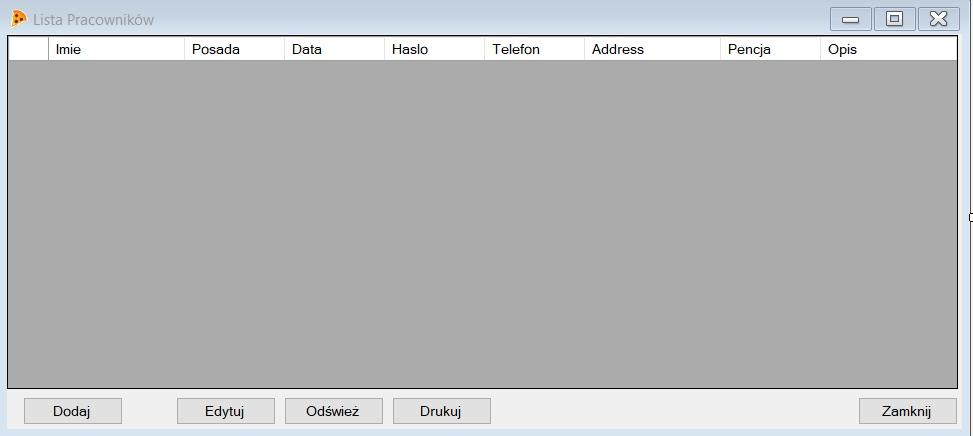 Lista Pracowników
Imie Posada Data Haslo Telefon Address Pencja Opis
Dodaj Edytuj Odśwież Drukuj Zamknij